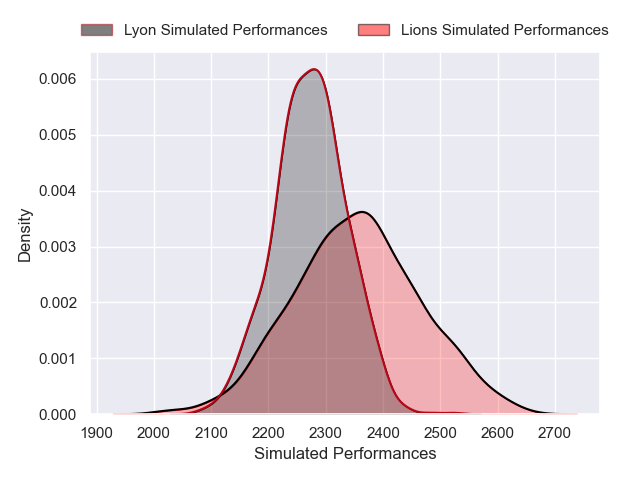 Lyon Simulated Performances
Lions Simulated Performances
0.006
0.005
0.004
0.003
0.002
0.001
0.000
Density
1900 2000 2100 2200 2300 2400 2500 2600 2700
Simulated Performances